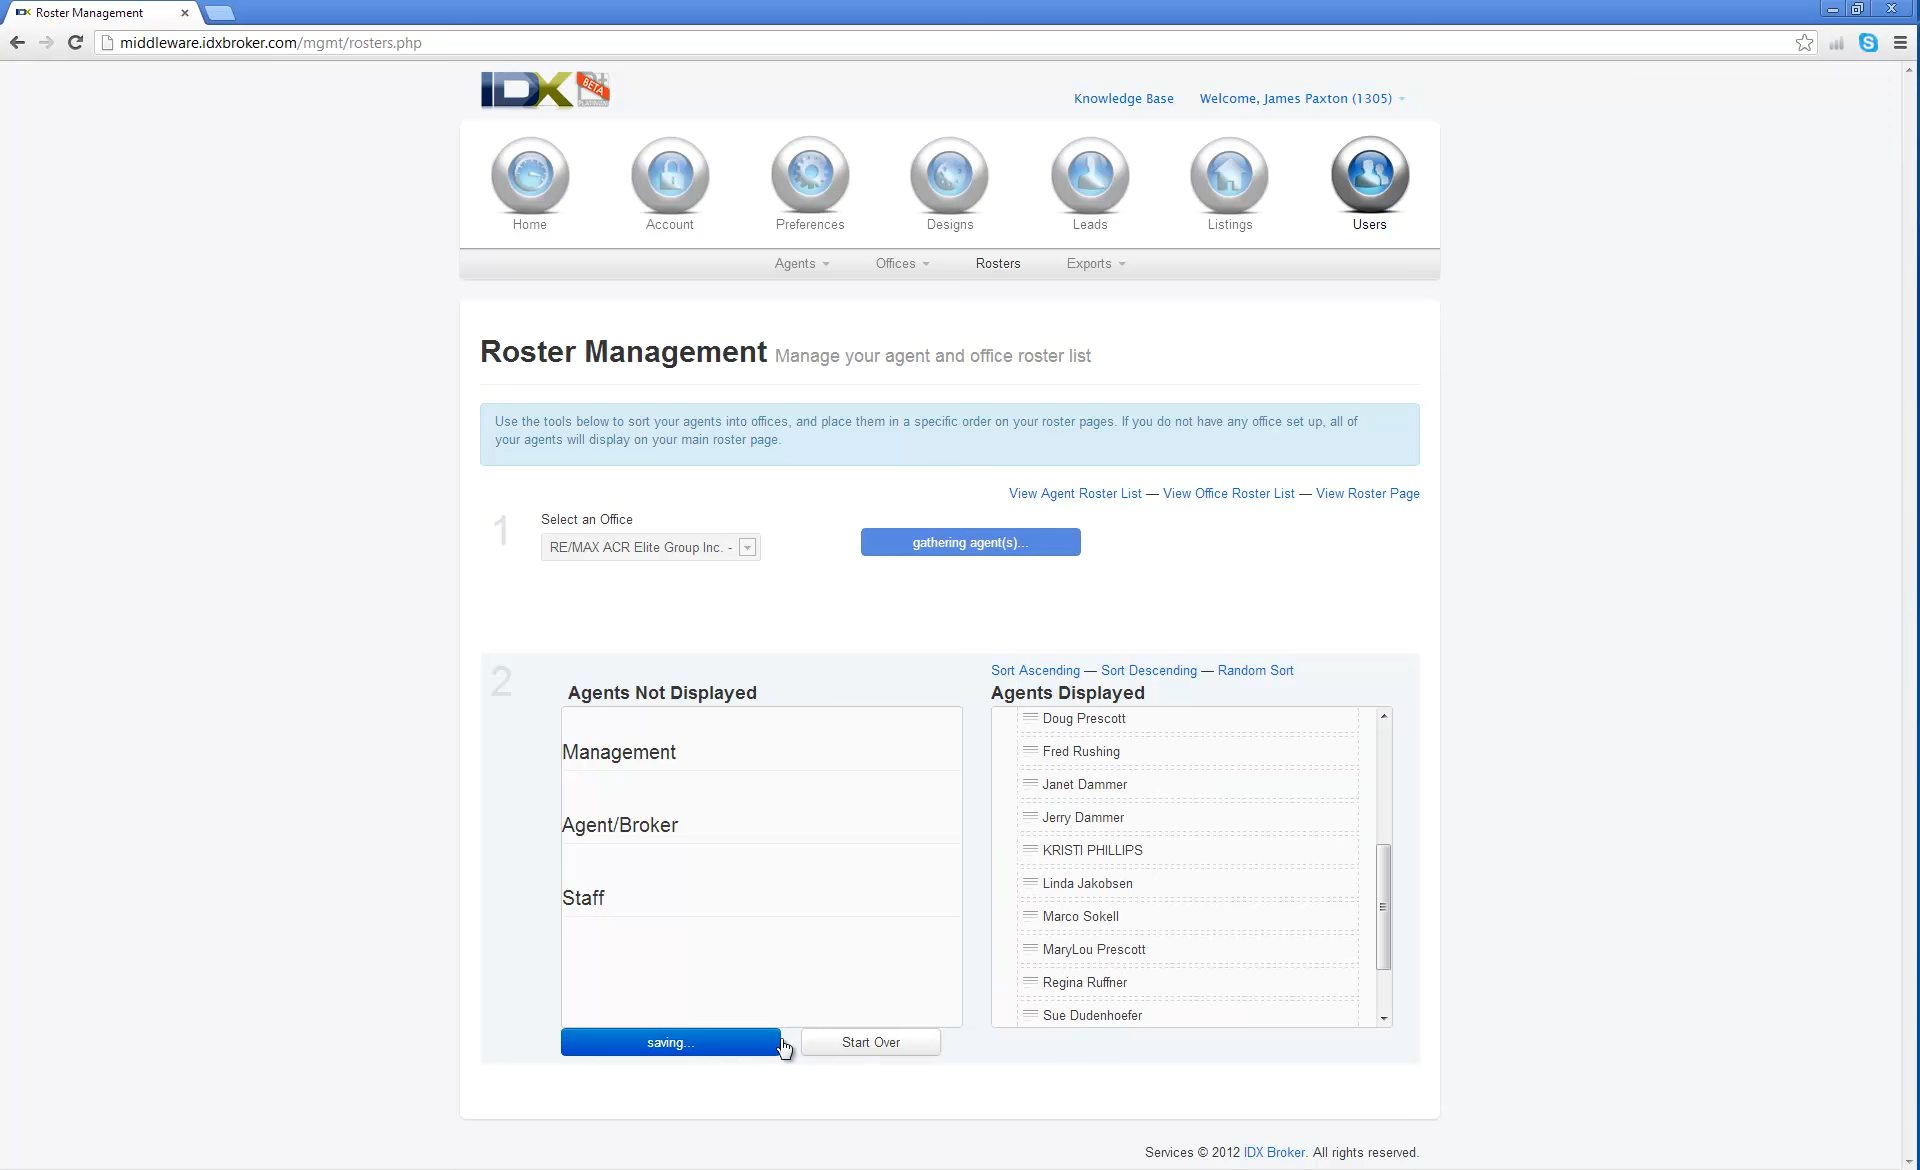 Roster Management
middleware.idxbroker.com/mgmt/rosters.php
IDX BETA
Knowledge Base Welcome, James Paxton (1305)
Home Account Preferences Designs Leads Listings Users
Agents Offices Rosters Exports
Roster Management Manage your agent and office roster list
Use the tools below to sort your agents into offices, and place them in a specific order on your roster pages. If you do not have any office set up, all of
your agents will display on your main roster page.
View Agent Roster List — View Office Roster List — View Roster Page
1
Select an Office
RE/MAX ACR Elite Group Inc. -
gathering agent(s)...
2
Sort Ascending — Sort Descending — Random Sort
Agents Not Displayed
Management
Agent/Broker
Staff
Agents Displayed
Doug Prescott
Fred Rushing
Janet Dammer
Jerry Dammer
KRISTI PHILLIPS
Linda Jakobsen
Marco Sokell
MaryLou Prescott
Regina Ruffner
Sue Dudenhoefer
saving... Start Over
Services © 2012 IDX Broker. All rights reserved.